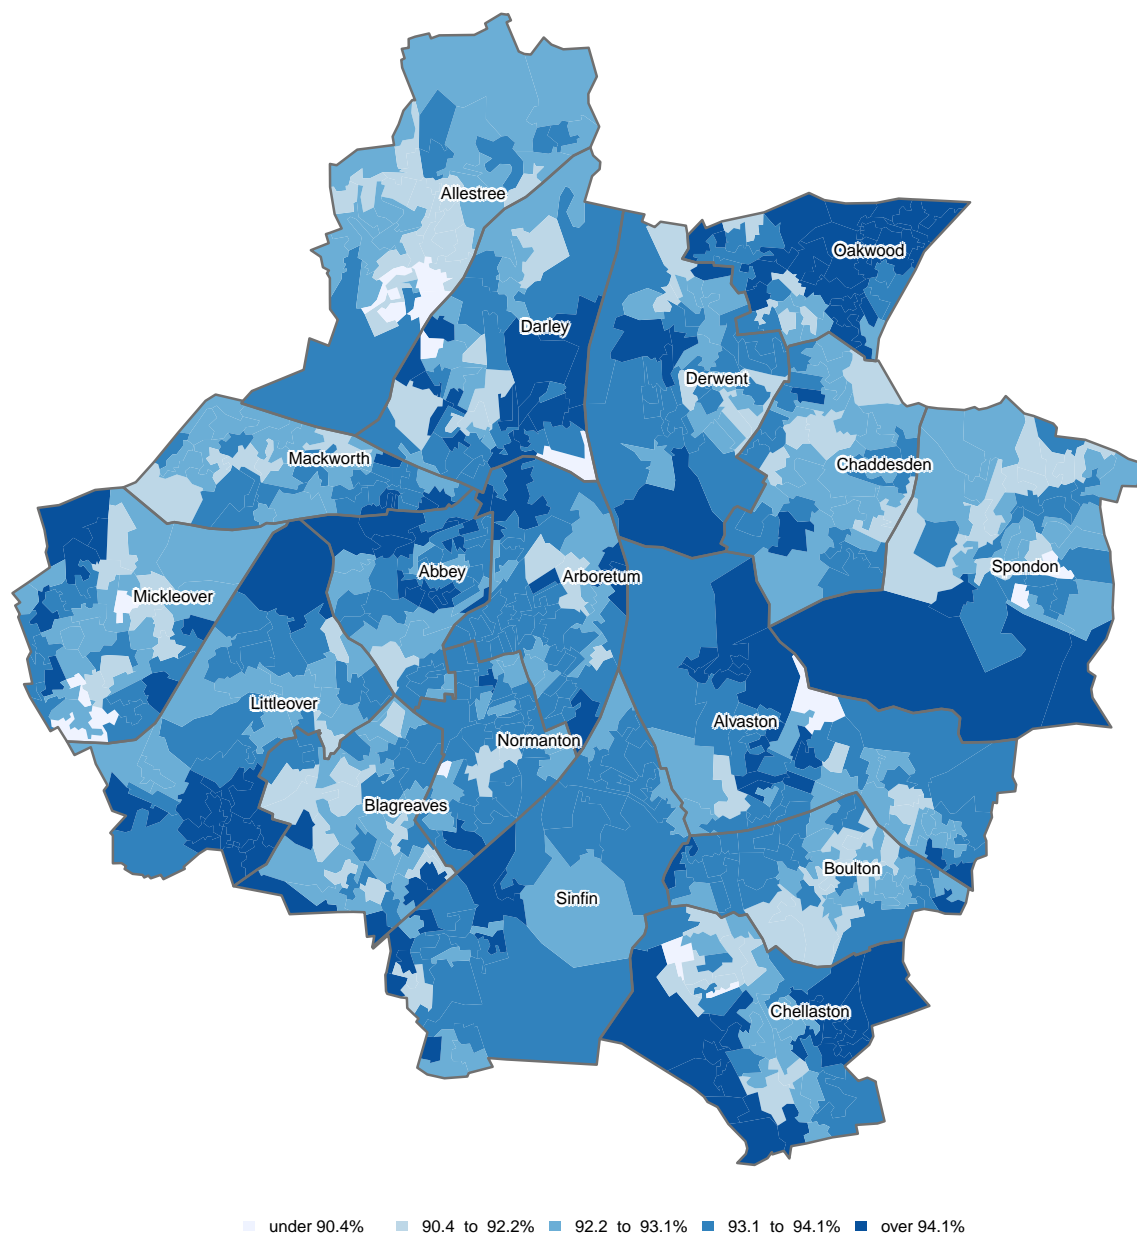 Allestree
Oakwood
Darley
Derwent
Mackworth
Chaddesden
Spondon
Abbey
Arboretum
Mickleover
Littleover
Alvaston
Normanton
Blagreaves
Boulton
Sinfin
Chellaston
under 90.4% 90.4 to 92.2% 92.2 to 93.1% 93.1 to 94.1% over 94.1%